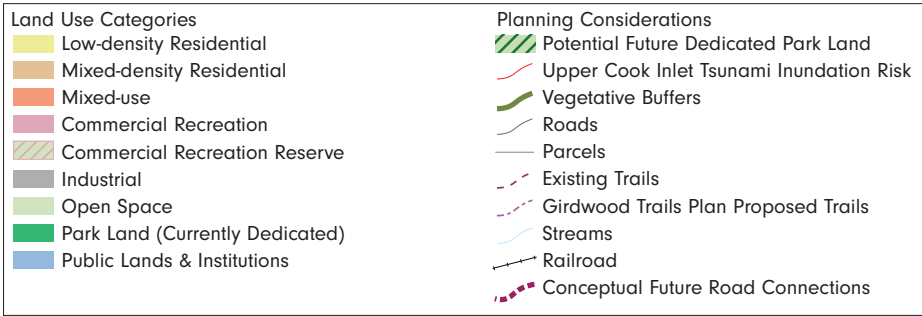 Land Use Categories
Low-density Residential
Mixed-density Residential
Mixed-use
Commercial Recreation
Commercial Recreation Reserve
Industrial
Open Space
Park Land (Currently Dedicated)
Public Lands & Institutions
Planning Considerations
Potential Future Dedicated Park Land
Upper Cook Inlet Tsunami Inundation Risk
Vegetative Buffers
Roads
Parcels
Existing Trails
Girdwood Trails Plan Proposed Trails
Streams
Railroad
Conceptual Future Road Connections